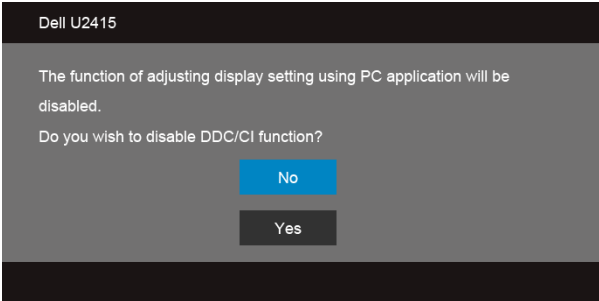 Dell U2415
The function of adjusting display setting using PC application will be
disabled.
Do you wish to disable DDC/CI function?
No
Yes